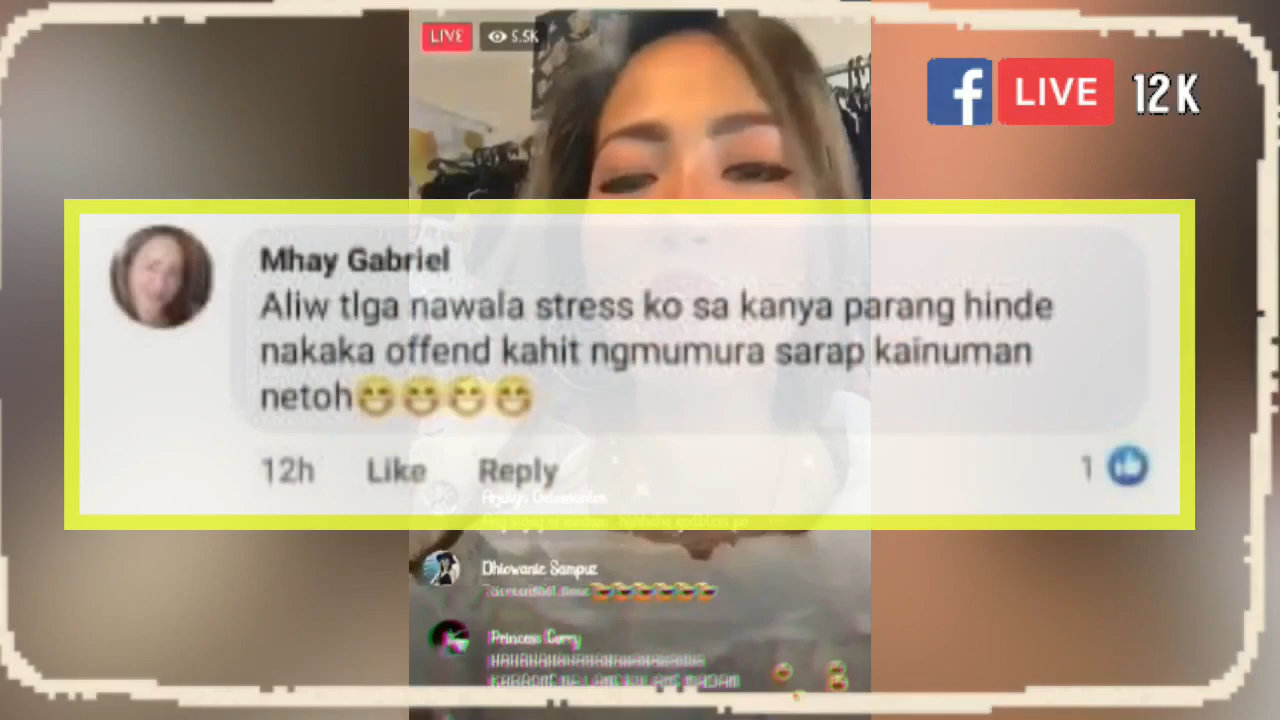 LIVE 5.5K
f LIVE 12K
Mhay Gabriel
Aliw tlga nawala stress ko sa kanya parang hinde
nakaka offend kahit ngmumura sarap kainuman
netoh😁😁😁😁
12h Like Reply 1
Dhiowanie Sampuz
Princess Curry